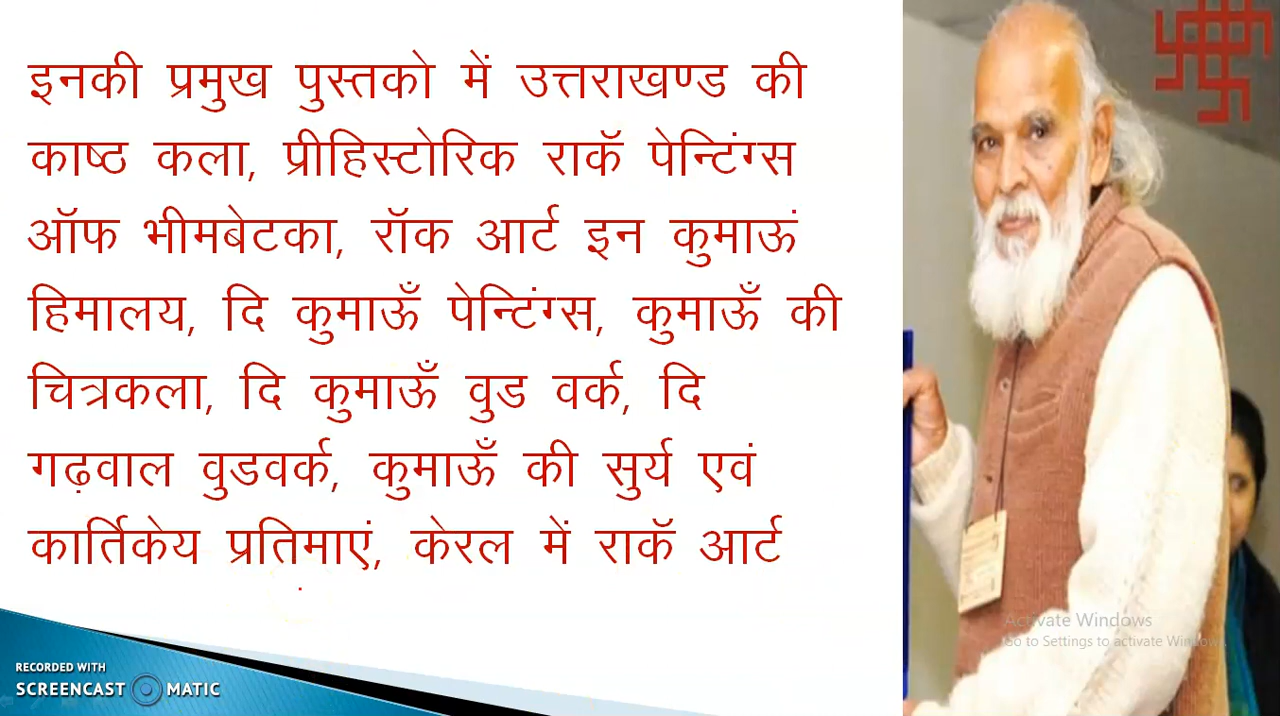 इनकी प्रमुख पुस्तको में उत्तराखण्ड की
काष्ठ कला, प्रीहिस्टोरिक राकॅ पेन्टिंग्स
ऑफ भीमबेटका, रॉक आर्ट इन कुमाऊं
हिमालय, दि कुमाऊँ पेन्टिंग्स, कुमाऊँ की
चित्रकला, दि कुमाऊँ वुड वर्क, दि
गढ़वाल वुडवर्क, कुमाऊँ की सुर्य एवं
कार्तिकेय प्रतिमाएं, केरल में राकॅ आर्ट
Activate Windows
Go to Settings to activate Windows.
RECORDED WITH
SCREENCAST MATIC